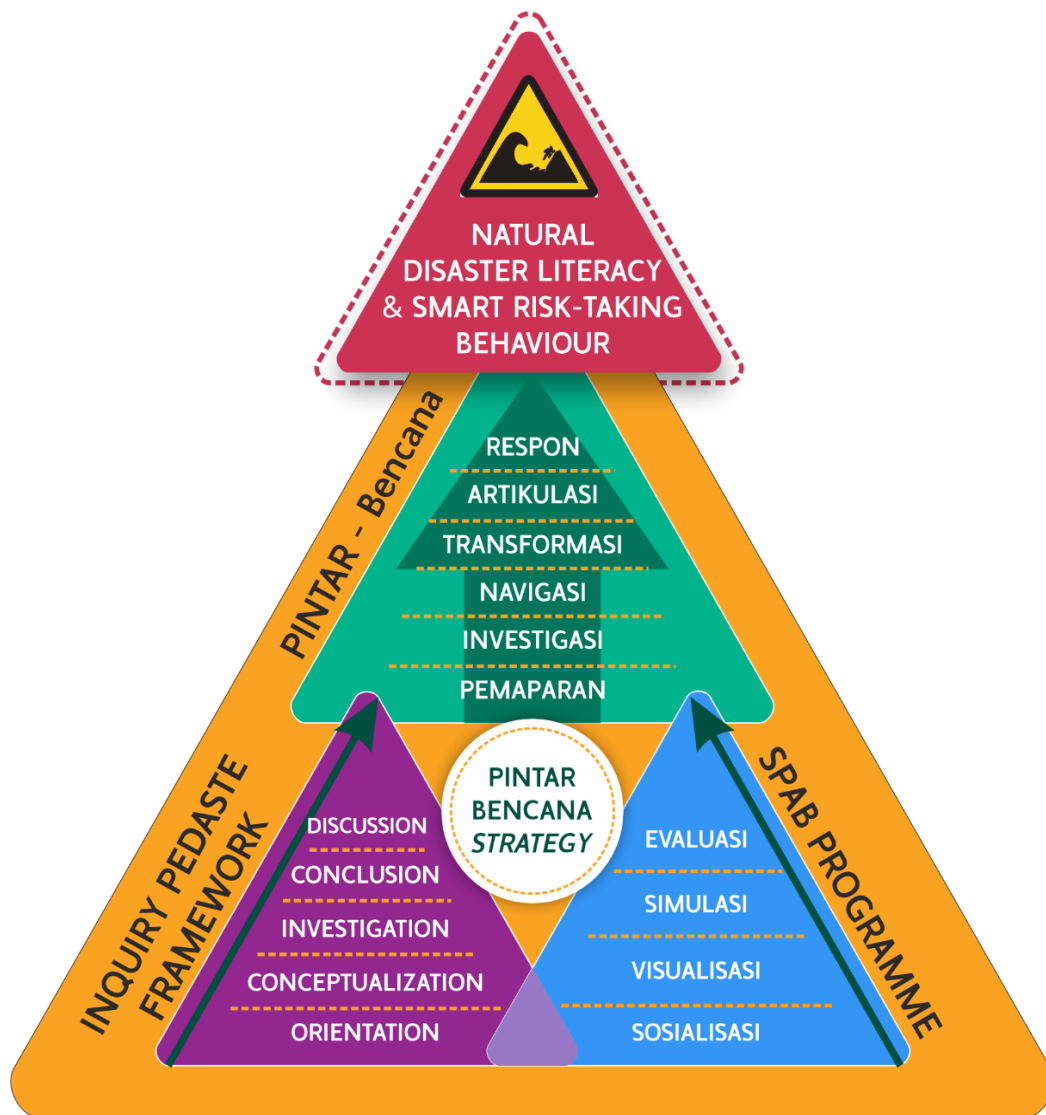 NATURAL
DISASTER LITERACY
& SMART RISK-TAKING
BEHAVIOUR
PINTAR - Bencana
RESPON
ARTIKULASI
TRANSFORMASI
NAVIGASI
INVESTIGASI
PEMAPARAN
INQUIRY PEDASTE
FRAMEWORK
DISCUSSION
CONCLUSION
INVESTIGATION
CONCEPTUALIZATION
ORIENTATION
PINTAR
BENCANA
STRATEGY
EVALUASI
SIMULASI
VISUALISASI
SOSIALISASI
SPAB PROGRAMME